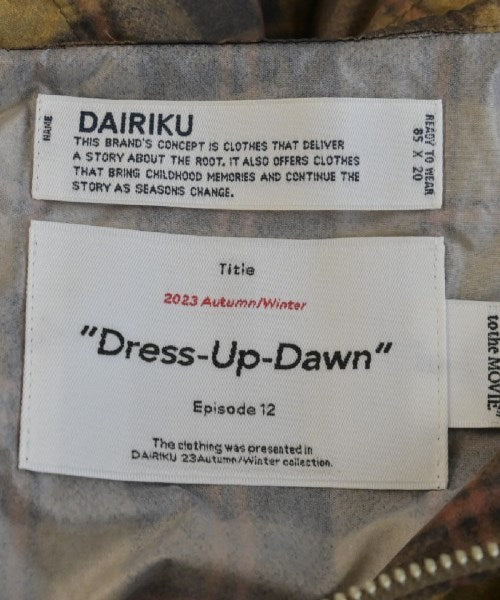 NAME
DAIRIKU
THIS BRAND'S CONCEPT IS CLOTHES THAT DELIVER
A STORY ABOUT THE ROOT. IT ALSO OFFERS CLOTHES
THAT BRING CHILDHOOD MEMORIES AND CONTINUE THE
STORY AS SEASONS CHANGE.
READY TO WEAR
85 X 20
Title
2023 Autumn/Winter
"Dress-Up-Dawn"
Episode 12
The clothing was presented in
DAIRIKU 23Autumn/Winter collection.
to the MOVIE."